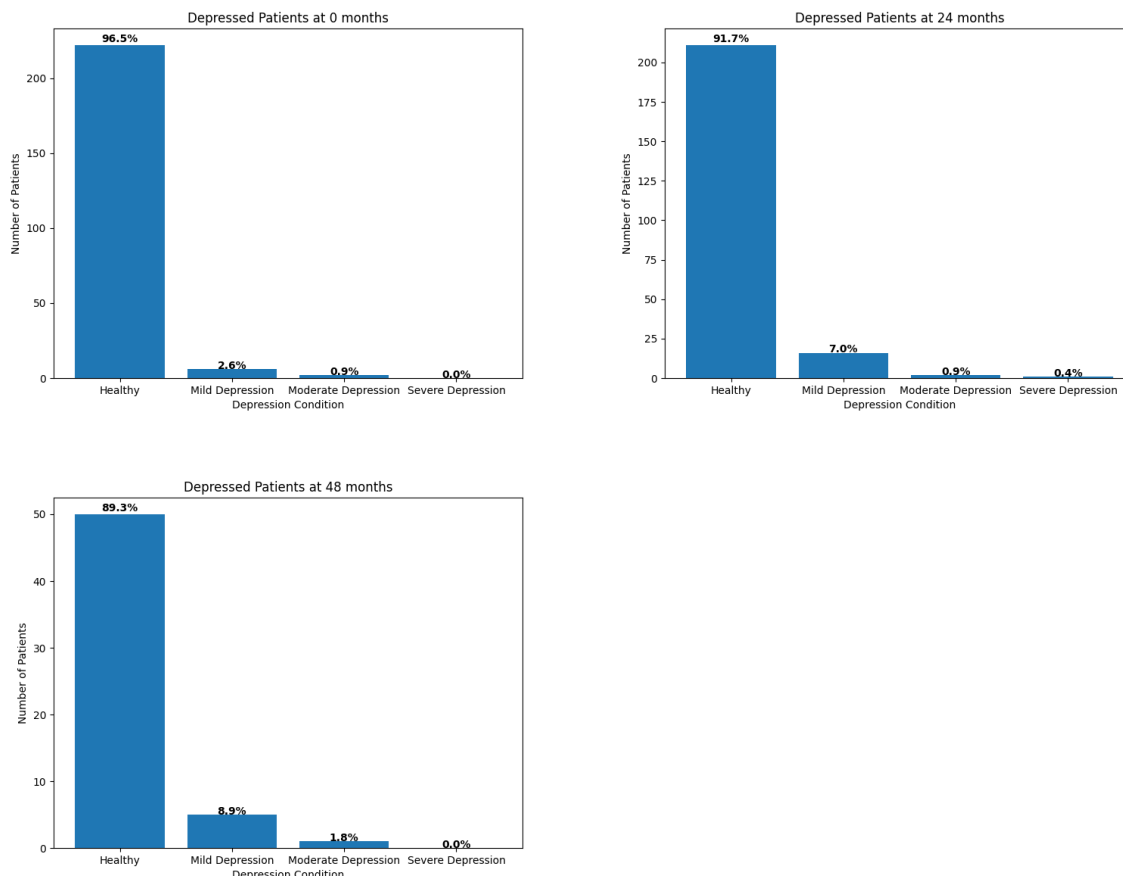 Depressed Patients at 0 months
Number of Patients
200
150
100
50
0
96.5%
2.6%
0.9%
0.0%
Healthy Mild Depression Moderate Depression Severe Depression
Depression Condition
Depressed Patients at 24 months
Number of Patients
200
175
150
125
100
75
50
25
0
91.7%
7.0%
0.9%
0.4%
Healthy Mild Depression Moderate Depression Severe Depression
Depression Condition
Depressed Patients at 48 months
Number of Patients
50
40
30
20
10
0
89.3%
8.9%
1.8%
0.0%
Healthy Mild Depression Moderate Depression Severe Depression
Depression Condition